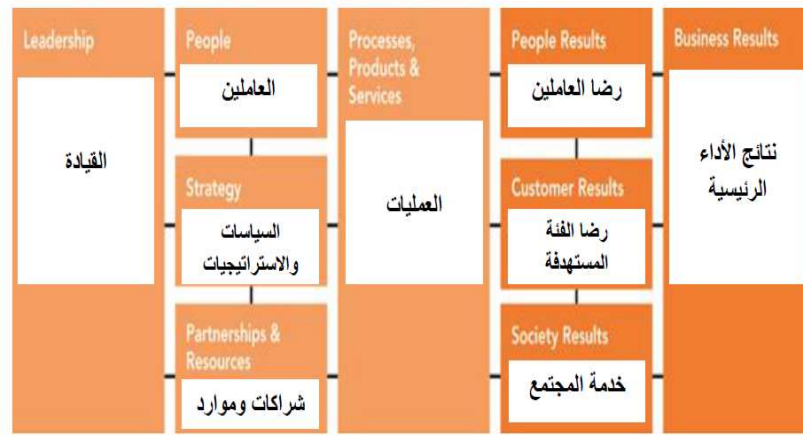 Leadership
القيادة
People
العاملين
Strategy
السياسات
والاستراتيجيات
Partnerships &
Resources
شراكات وموارد
Processes,
Products &
Services
العمليات
People Results
رضا العاملين
Customer Results
رضا الفئة
المستهدفة
Society Results
خدمة المجتمع
Business Results
نتائج الأداء
الرئيسية